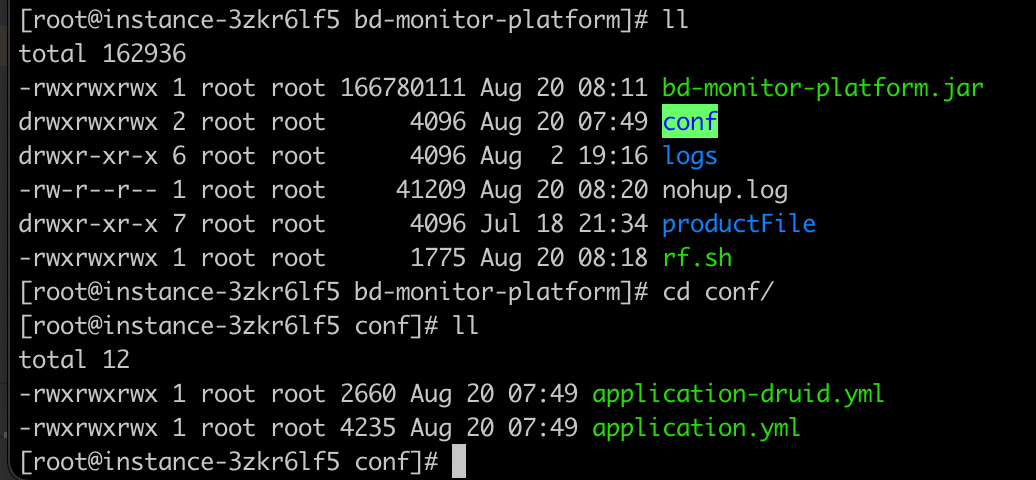 [root@instance-3zkr6lf5 bd-monitor-platform]# ll
total 162936
-rwxrwxrwx 1 root root 166780111 Aug 20 08:11 bd-monitor-platform.jar
drwxrwxrwx 2 root root      4096 Aug 20 07:49 conf
drwxr-xr-x 6 root root      4096 Aug  2 19:16 logs
-rw-r--r-- 1 root root     41209 Aug 20 08:20 nohup.log
drwxr-xr-x 7 root root      4096 Jul 18 21:34 productFile
-rwxrwxrwx 1 root root      1775 Aug 20 08:18 rf.sh
[root@instance-3zkr6lf5 bd-monitor-platform]# cd conf/
[root@instance-3zkr6lf5 conf]# ll
total 12
-rwxrwxrwx 1 root root 2660 Aug 20 07:49 application-druid.yml
-rwxrwxrwx 1 root root 4235 Aug 20 07:49 application.yml
[root@instance-3zkr6lf5 conf]#